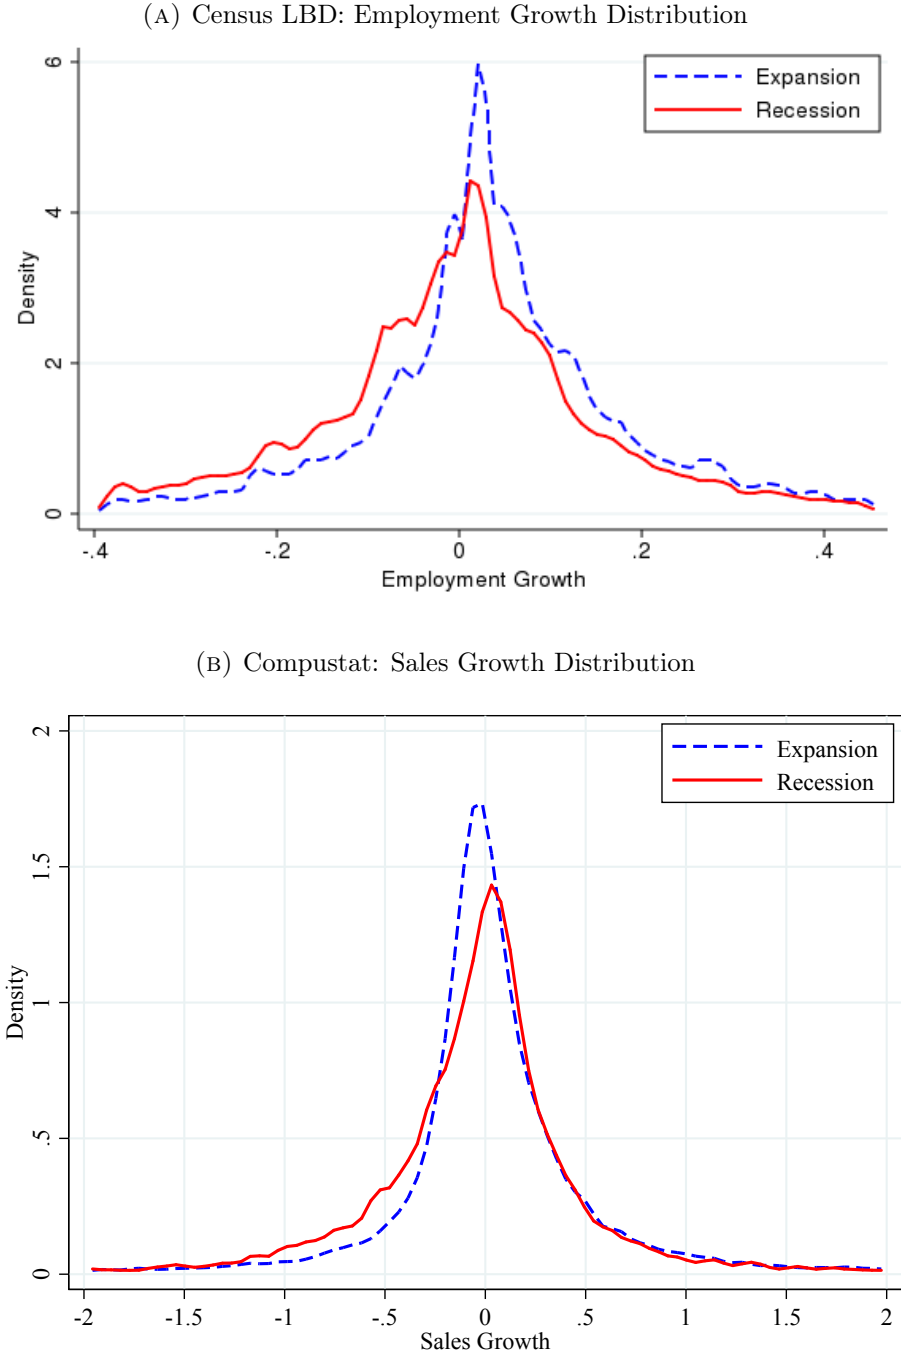 (A) Census LBD: Employment Growth Distribution
6
4
2
0
Density
Expansion
Recession
-.4 -.2 0 .2 .4
Employment Growth
(B) Compustat: Sales Growth Distribution
2
1.5
1
.5
0
Density
Expansion
Recession
-2 -1.5 -1 -.5 0 .5 1 1.5 2
Sales Growth